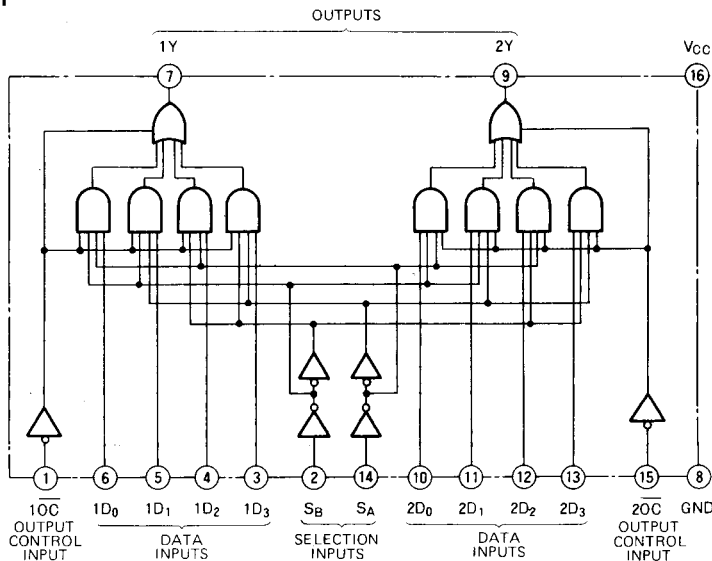 OUTPUTS
1Y 2Y VCC
7 9 16
1 6 5 4 3 2 14 10 11 12 13 15 8
1O̅C̅ 1D₀ 1D₁ 1D₂ 1D₃ SB SA 2D₀ 2D₁ 2D₂ 2D₃ 2O̅C̅ GND
OUTPUT CONTROL INPUT
DATA INPUTS
SELECTION INPUTS
DATA INPUTS
OUTPUT CONTROL INPUT